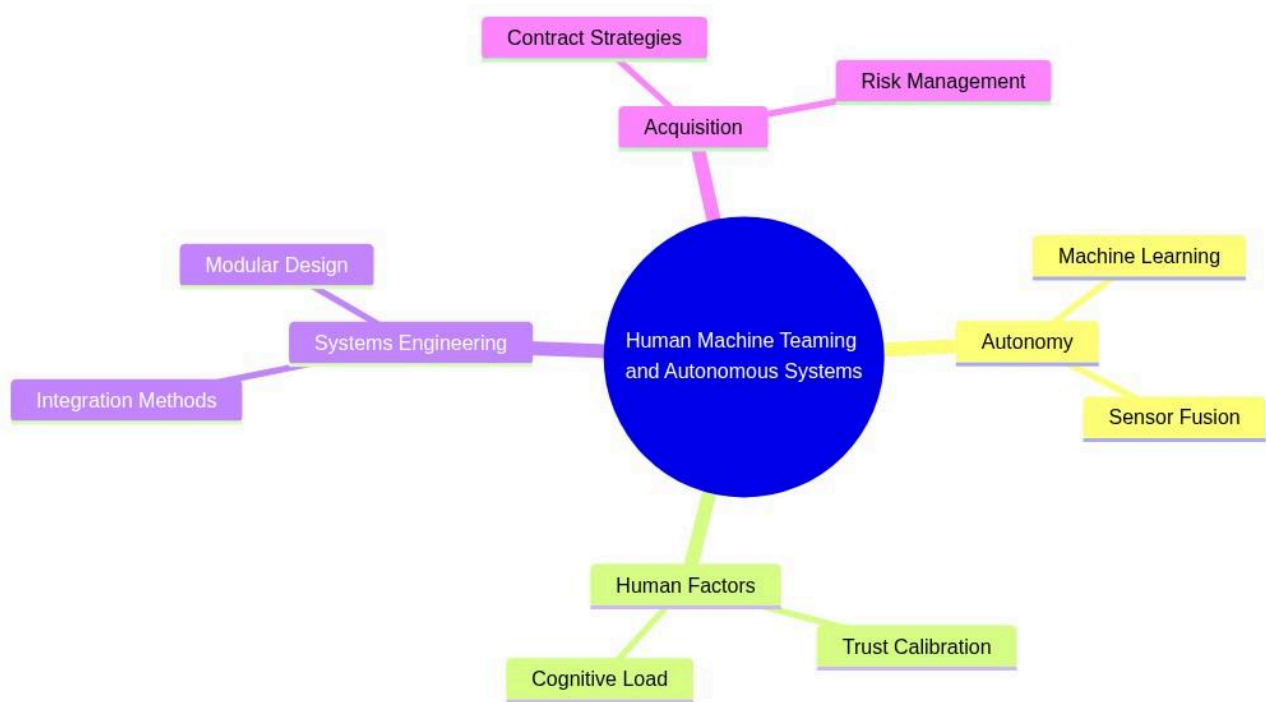 Contract Strategies
Risk Management
Acquisition
Modular Design
Machine Learning
Systems Engineering
Human Machine Teaming
and Autonomous Systems
Autonomy
Integration Methods
Sensor Fusion
Human Factors
Trust Calibration
Cognitive Load